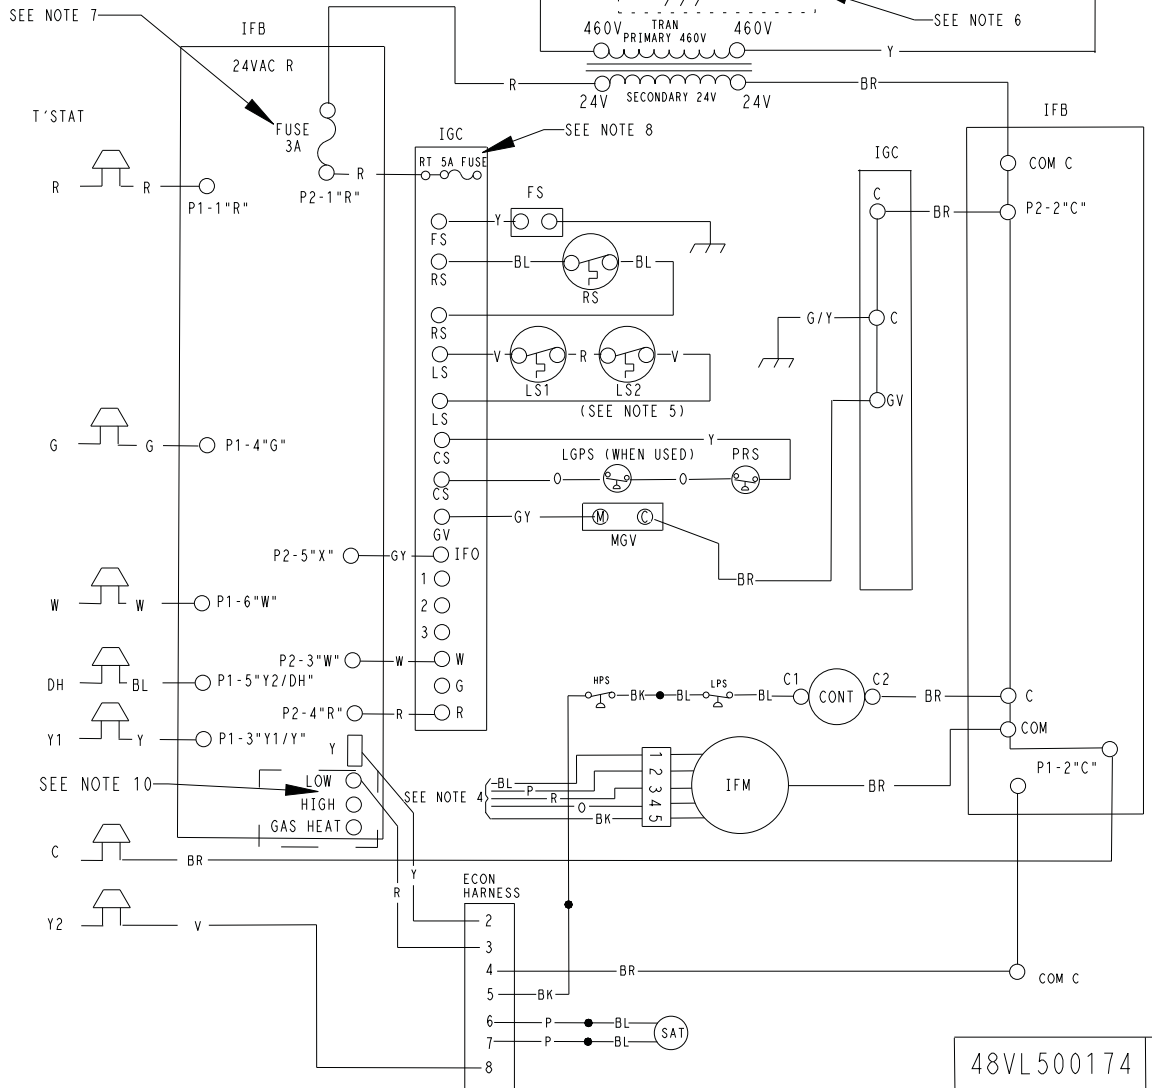 SEE NOTE 7
IFB
24VAC R
460V
TRAN
PRIMARY 460V
460V
SEE NOTE 6
Y
R
24V
SECONDARY 24V
24V
BR
IFB
T'STAT
FUSE
3A
IGC
SEE NOTE 8
RT 5A FUSE
IGC
COM C
R
R
P1-1"R"
P2-1"R"
R
FS
Y
FS
C
BR
P2-2"C"
BL
BL
RS
RS
RS
G/Y
C
V
R
V
LS
LS1
LS2
(SEE NOTE 5)
LS
GV
G
G
P1-4"G"
Y
CS
LGPS (WHEN USED)
PRS
O
O
CS
GY
M
C
GV
MGV
P2-5"X"
GY
IFO
BR
1
2
3
W
W
P1-6"W"
P2-3"W"
W
W
DH
BL
P1-5"Y2/DH"
G
P2-4"R"
R
R
HPS
BK
BL
LPS
BL
C1
CONT
C2
BR
C
COM
Y1
Y
P1-3"Y1/Y"
Y
P1-2"C"
SEE NOTE 10
LOW
HIGH
GAS HEAT
SEE NOTE 4
BL
P
R
O
BK
1
2
3
4
5
IFM
BR
C
BR
Y
R
ECON
HARNESS
Y2
V
2
3
4
BR
COM C
5
BK
6
P
BL
SAT
7
P
BL
8
48VL500174